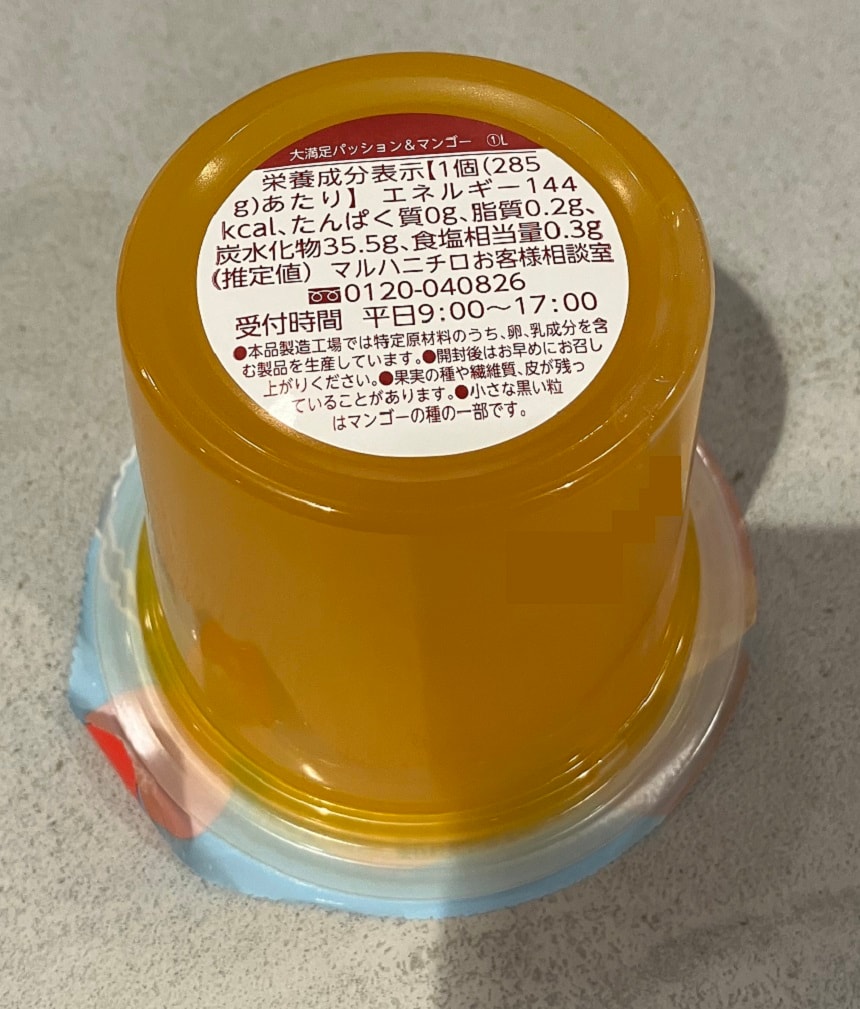 大満足パッション&マンゴー ①L
栄養成分表示【1個(285
g)あたり】 エネルギー144
kcal、たんぱく質0g、脂質0.2g、
炭水化物35.5g、食塩相当量0.3g
(推定値) マルハニチロお客様相談室
0120-040826
受付時間 平日9:00～17:00
●本品製造工場では特定原材料のうち、卵、乳成分を含
む製品を生産しています。●開封後はお早めにお召し
上がりください。●果実の種や繊維質、皮が残っ
ていることがあります。●小さな黒い粒
はマンゴーの種の一部です。